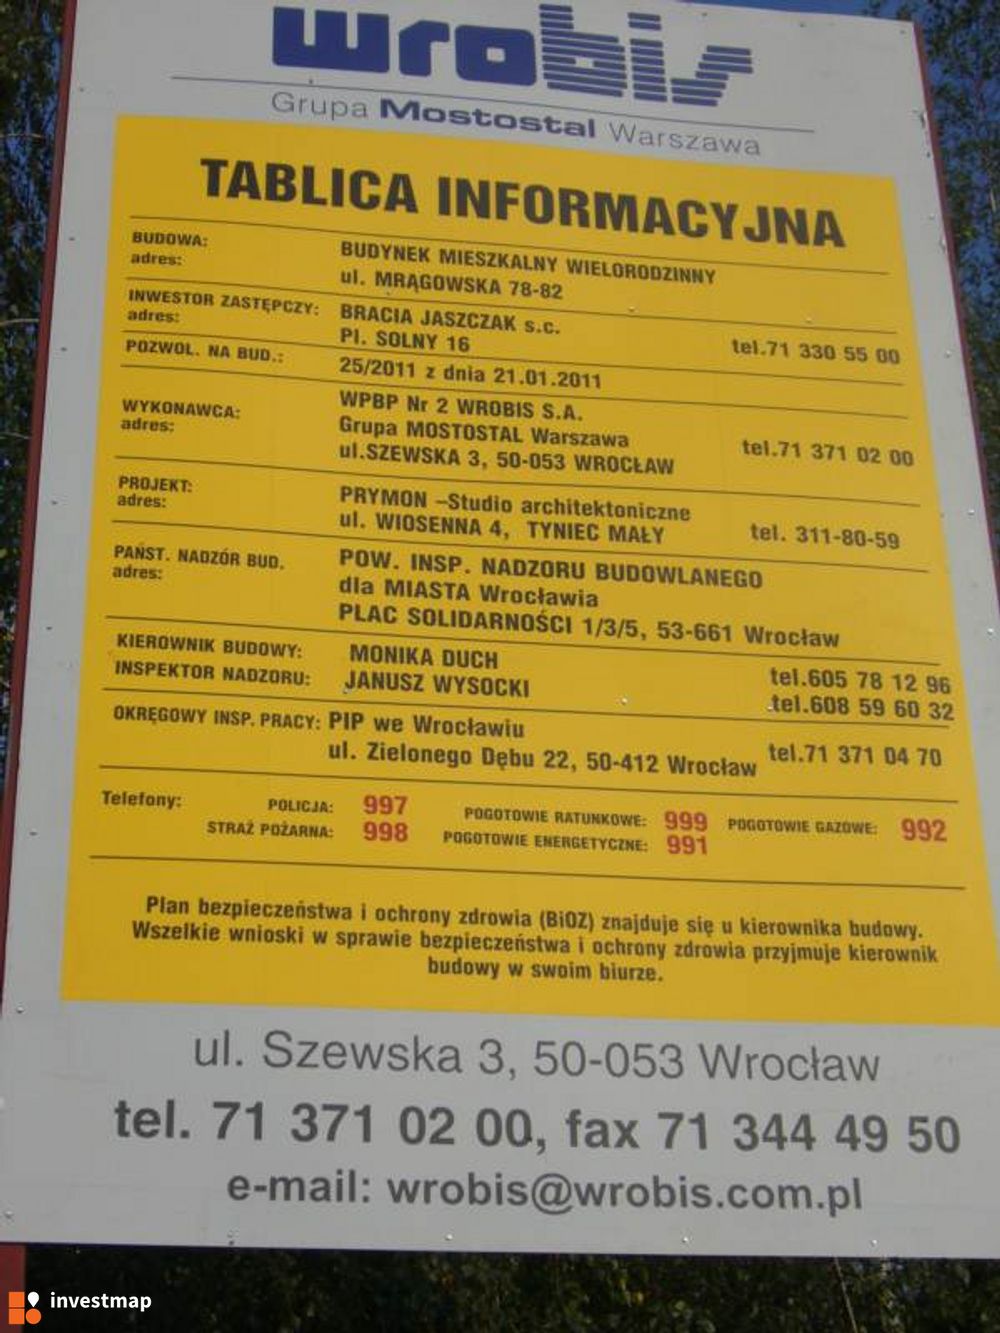 wrobis
Grupa Mostostal Warszawa
TABLICA INFORMACYJNA
BUDOWA: BUDYNEK MIESZKALNY WIELORODZINNY
adres: ul. MRĄGOWSKA 78-82
INWESTOR ZASTĘPCZY: BRACIA JASZCZAK s.c.
adres: Pl. SOLNY 16 tel.71 330 55 00
POZWOL. NA BUD.: 25/2011 z dnia 21.01.2011
WYKONAWCA: WPBP Nr 2 WROBIS S.A.
adres: Grupa MOSTOSTAL Warszawa tel.71 371 02 00
ul.SZEWSKA 3, 50-053 WROCŁAW
PROJEKT: PRYMON –Studio architektoniczne
adres: ul. WIOSENNA 4, TYNIEC MAŁY tel. 311-80-59
PAŃST. NADZÓR BUD. POW. INSP. NADZORU BUDOWLANEGO
adres: dla MIASTA Wrocławia
PLAC SOLIDARNOŚCI 1/3/5, 53-661 Wrocław
KIEROWNIK BUDOWY: MONIKA DUCH tel.605 78 12 96
INSPEKTOR NADZORU: JANUSZ WYSOCKI tel.608 59 60 32
OKRĘGOWY INSP. PRACY: PIP we Wrocławiu
ul. Zielonego Dębu 22, 50-412 Wrocław tel.71 371 04 70
Telefony: POLICJA: 997 POGOTOWIE RATUNKOWE: 999 POGOTOWIE GAZOWE: 992
STRAŻ POŻARNA: 998 POGOTOWIE ENERGETYCZNE: 991
Plan bezpieczeństwa i ochrony zdrowia (BiOZ) znajduje się u kierownika budowy.
Wszelkie wnioski w sprawie bezpieczeństwa i ochrony zdrowia przyjmuje kierownik
budowy w swoim biurze.
ul. Szewska 3, 50-053 Wrocław
tel. 71 371 02 00, fax 71 344 49 50
e-mail: wrobis@wrobis.com.pl
investmap